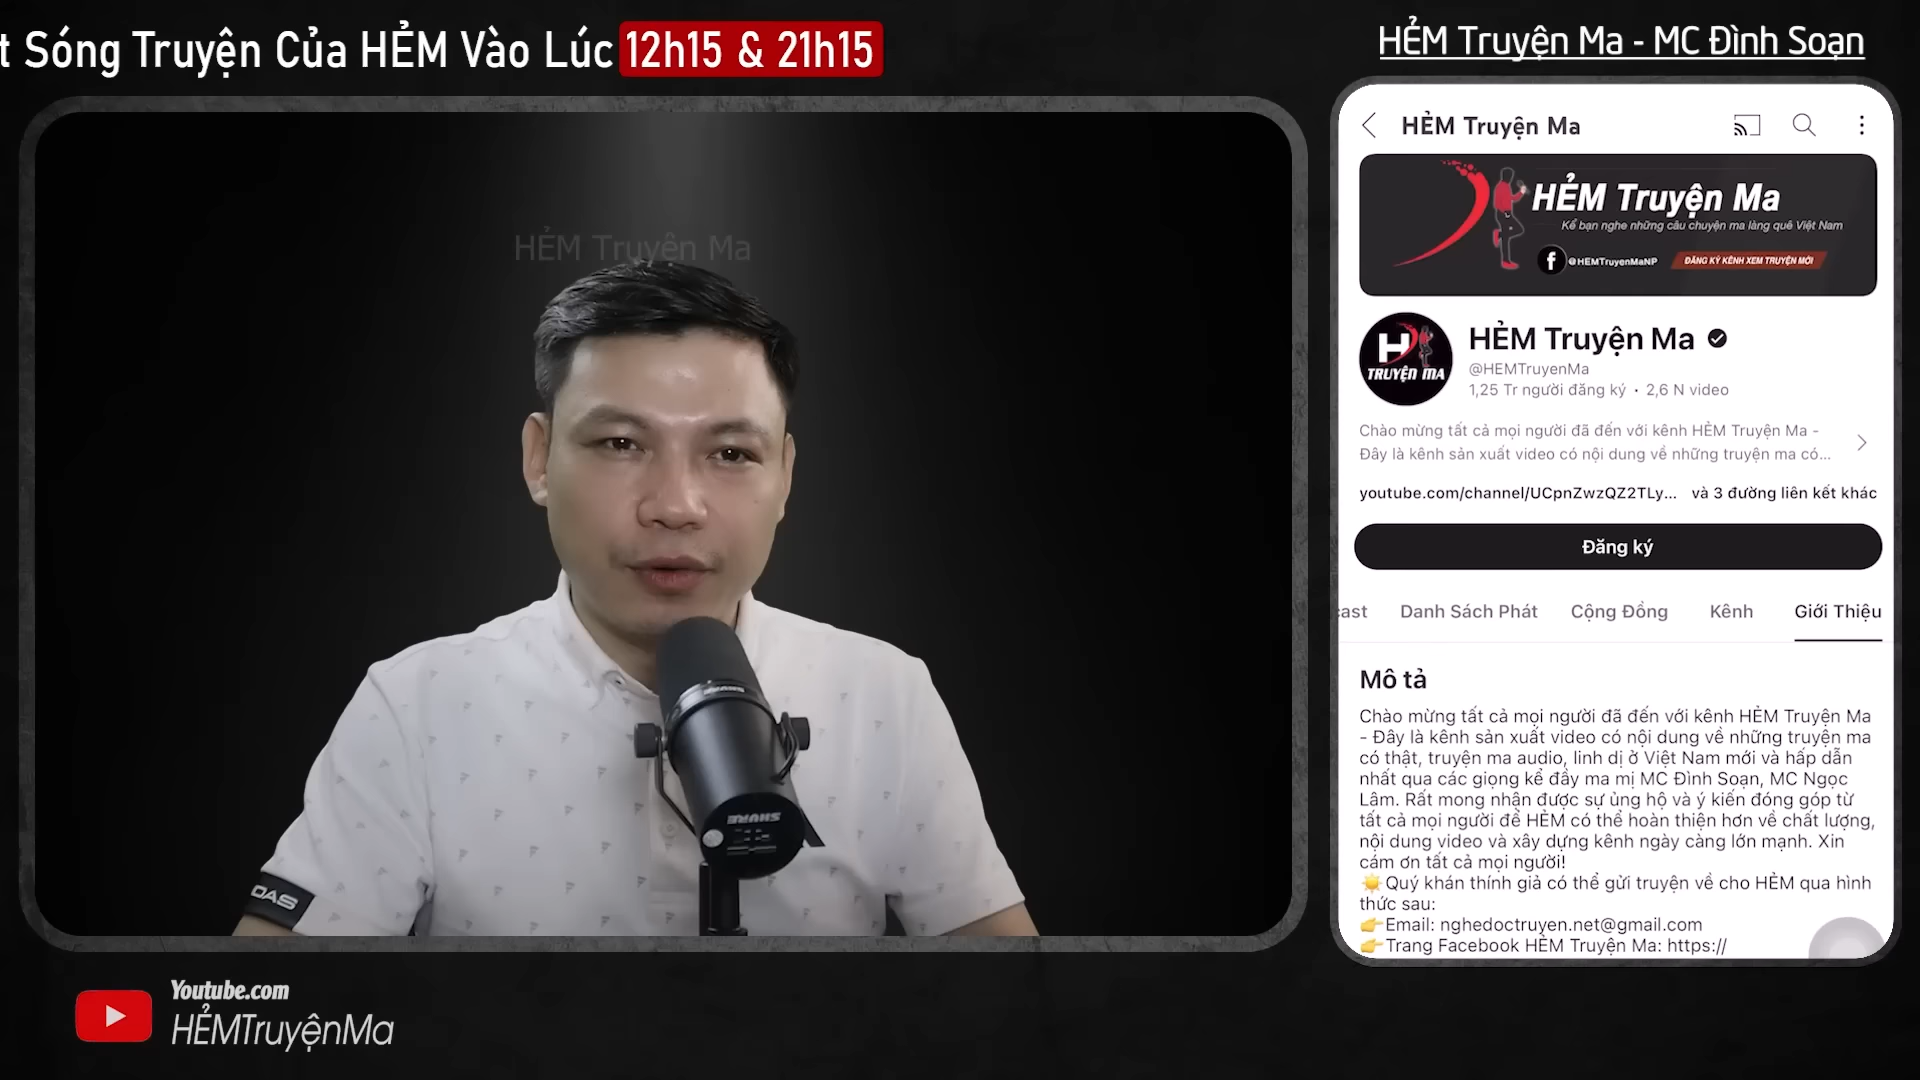 t Sóng Truyện Của HẺM Vào Lúc 12h15 & 21h15
HẺM Truyện Ma - MC Đình Soạn
HẺM Truyện Ma
HẺM Truyện Ma
Kể bạn nghe những câu chuyện ma làng quê Việt Nam
@HEMTruyenMaNP
ĐĂNG KÝ KÊNH XEM TRUYỆN MỚI
H
TRUYỆN MA
HẺM Truyện Ma
@HEMTruyenMa
1,25 Tr người đăng ký • 2,6 N video
Chào mừng tất cả mọi người đã đến với kênh HẺM Truyện Ma -
Đây là kênh sản xuất video có nội dung về những truyện ma có...
youtube.com/channel/UCpnZwzQZ2TLy... và 3 đường liên kết khác
Đăng ký
cast Danh Sách Phát Cộng Đồng Kênh Giới Thiệu
Mô tả
Chào mừng tất cả mọi người đã đến với kênh HẺM Truyện Ma
- Đây là kênh sản xuất video có nội dung về những truyện ma
có thật, truyện ma audio, linh dị ở Việt Nam mới và hấp dẫn
nhất qua các giọng kể đầy ma mị MC Đình Soạn, MC Ngọc
Lâm. Rất mong nhận được sự ủng hộ và ý kiến đóng góp từ
tất cả mọi người để HẺM có thể hoàn thiện hơn về chất lượng,
nội dung video và xây dựng kênh ngày càng lớn mạnh. Xin
cám ơn tất cả mọi người!
☀️Quý khán thính giả có thể gửi truyện về cho HẺM qua hình
thức sau:
👉Email: nghedoctruyen.net@gmail.com
👉Trang Facebook HẺM Truyện Ma: https://
HẺM Truyện Ma
SHURE
DAS
Youtube.com
HẺMTruyệnMa